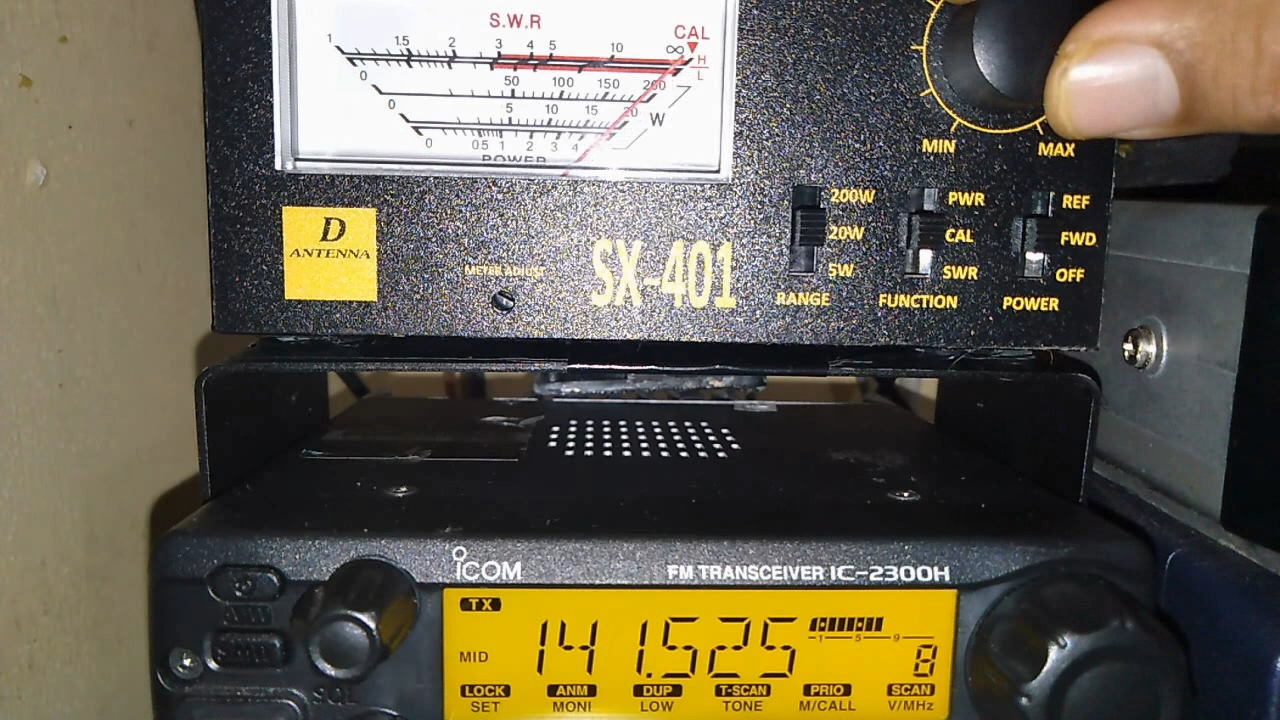 S.W.R
CAL
1 1.5 2 3 4 5 10 ∞
H
L
0 50 100 150 200
0 5 10 15 20
W
0 0.5 1 2 3 4
POWER
MIN MAX
D
ANTENNA
METER ADJUST
SX-401
200W
20W
5W
RANGE
PWR
CAL
SWR
FUNCTION
REF
FWD
OFF
POWER
ICOM
FM TRANSCEIVER IC-2300H
TX
MID 141.525
1 5 9
8
LOCK ANM DUP T-SCAN PRIO SCAN
SET MONI LOW TONE M/CALL V/MHz
SQL